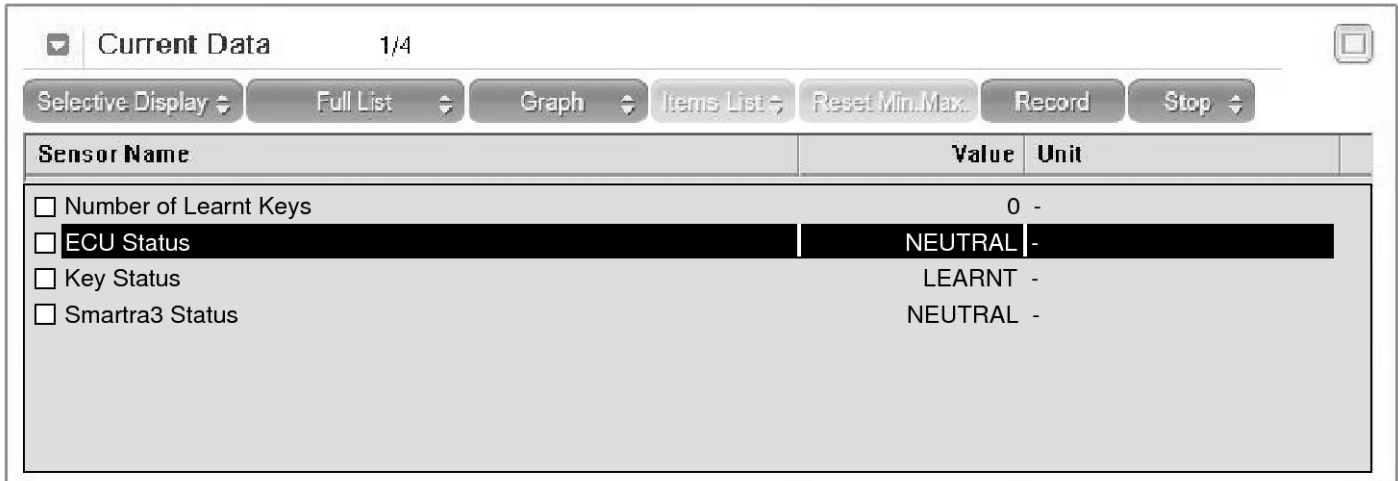 Current Data 1/4
Selective Display Full List Graph Items List Reset Min.Max. Record Stop
Sensor Name Value Unit
Number of Learnt Keys 0 -
ECU Status NEUTRAL -
Key Status LEARNT -
Smartra3 Status NEUTRAL -